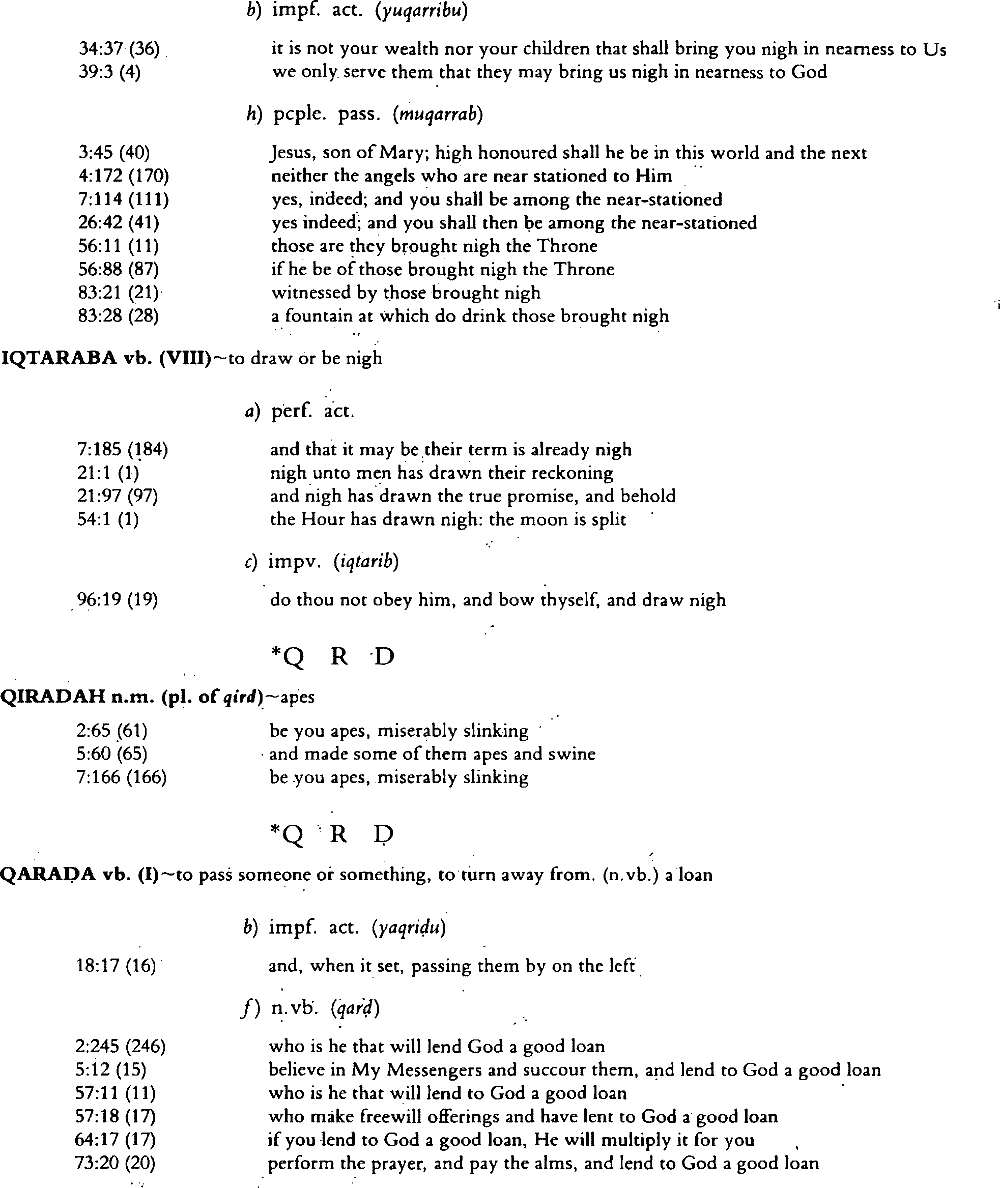 b) impf. act. (yuqarribu)
34:37 (36) it is not your wealth nor your children that shall bring you nigh in nearness to Us
39:3 (4) we only serve them that they may bring us nigh in nearness to God
h) pcple. pass. (muqarrab)
3:45 (40) Jesus, son of Mary; high honoured shall he be in this world and the next
4:172 (170) neither the angels who are near stationed to Him
7:114 (111) yes, indeed; and you shall be among the near-stationed
26:42 (41) yes indeed; and you shall then be among the near-stationed
56:11 (11) those are they brought nigh the Throne
56:88 (87) if he be of those brought nigh the Throne
83:21 (21) witnessed by those brought nigh
83:28 (28) a fountain at which do drink those brought nigh
IQTARABA vb. (VIII)~to draw or be nigh
a) perf. act.
7:185 (184) and that it may be their term is already nigh
21:1 (1) nigh unto men has drawn their reckoning
21:97 (97) and nigh has drawn the true promise, and behold
54:1 (1) the Hour has drawn nigh: the moon is split
c) impv. (iqtarib)
96:19 (19) do thou not obey him, and bow thyself, and draw nigh
*Q R D
QIRADAH n.m. (pl. of qird)~apes
2:65 (61) be you apes, miserably slinking
5:60 (65) and made some of them apes and swine
7:166 (166) be you apes, miserably slinking
*Q R Ḍ
QARAḌA vb. (I)~to pass someone or something, to turn away from. (n.vb.) a loan
b) impf. act. (yaqriḍu)
18:17 (16) and, when it set, passing them by on the left
f) n.vb. (qarḍ)
2:245 (246) who is he that will lend God a good loan
5:12 (15) believe in My Messengers and succour them, and lend to God a good loan
57:11 (11) who is he that will lend to God a good loan
57:18 (17) who make freewill offerings and have lent to God a good loan
64:17 (17) if you lend to God a good loan, He will multiply it for you
73:20 (20) perform the prayer, and pay the alms, and lend to God a good loan